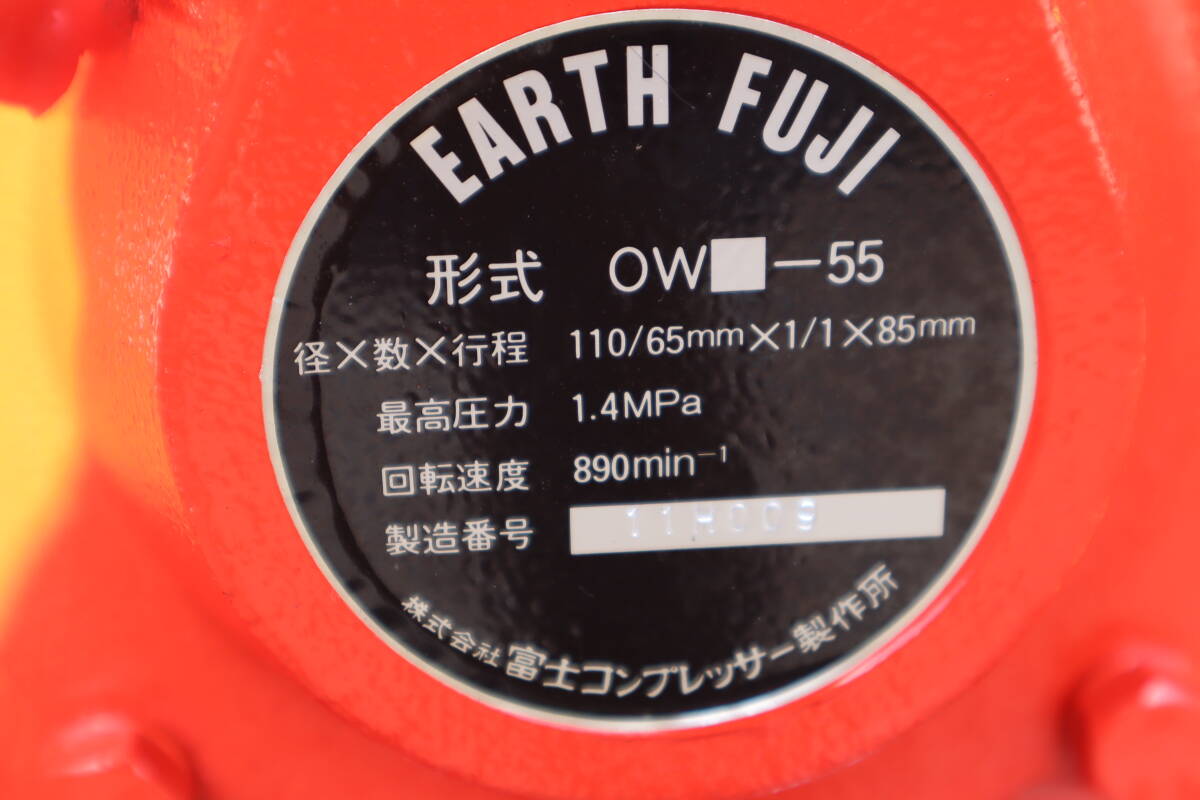 EARTH FUJI
形式 OW□-55
径×数×行程 110/65mm×1/1×85mm
最高圧力 1.4MPa
回転速度 890min⁻¹
製造番号 11H009
株式会社 富士コンプレッサー製作所